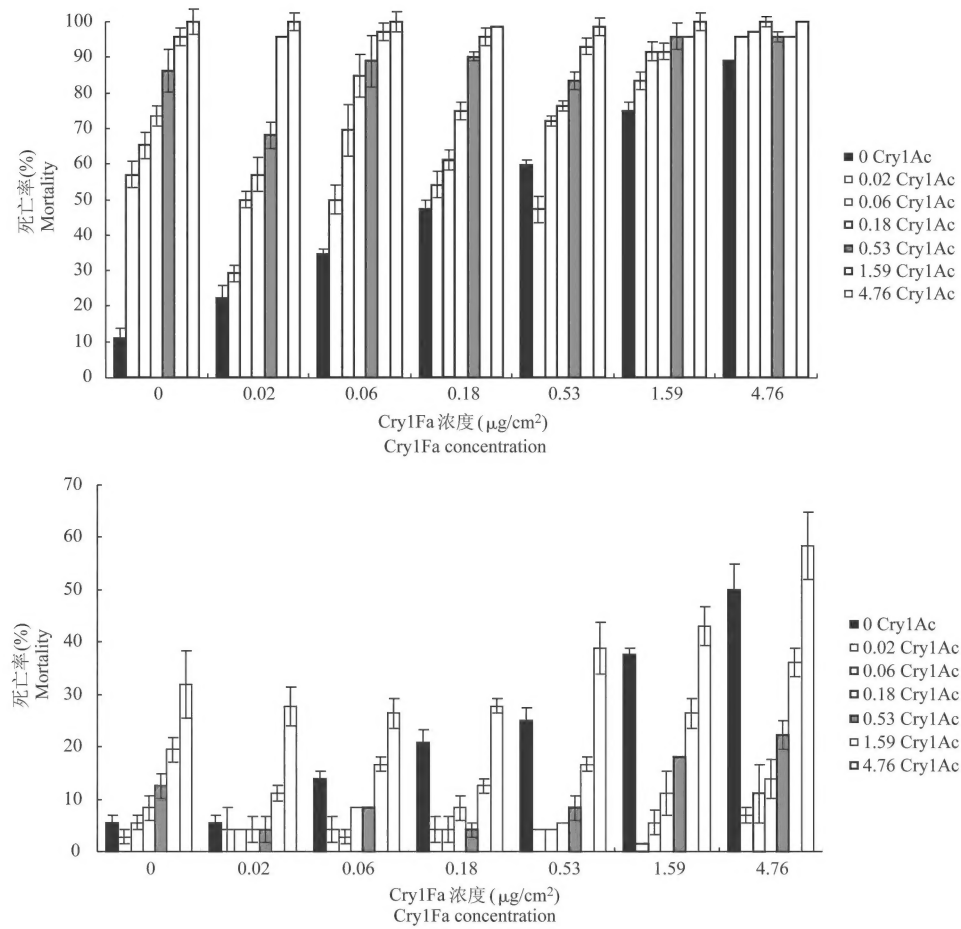 100
90
80
70
60
50
40
30
20
10
0
死亡率(%)
Mortality
0 0.02 0.06 0.18 0.53 1.59 4.76
Cry1Fa 浓度 (μg/cm²)
Cry1Fa concentration
0 Cry1Ac
0.02 Cry1Ac
0.06 Cry1Ac
0.18 Cry1Ac
0.53 Cry1Ac
1.59 Cry1Ac
4.76 Cry1Ac
70
60
50
40
30
20
10
0
死亡率(%)
Mortality
0 0.02 0.06 0.18 0.53 1.59 4.76
Cry1Fa 浓度 (μg/cm²)
Cry1Fa concentration
0 Cry1Ac
0.02 Cry1Ac
0.06 Cry1Ac
0.18 Cry1Ac
0.53 Cry1Ac
1.59 Cry1Ac
4.76 Cry1Ac